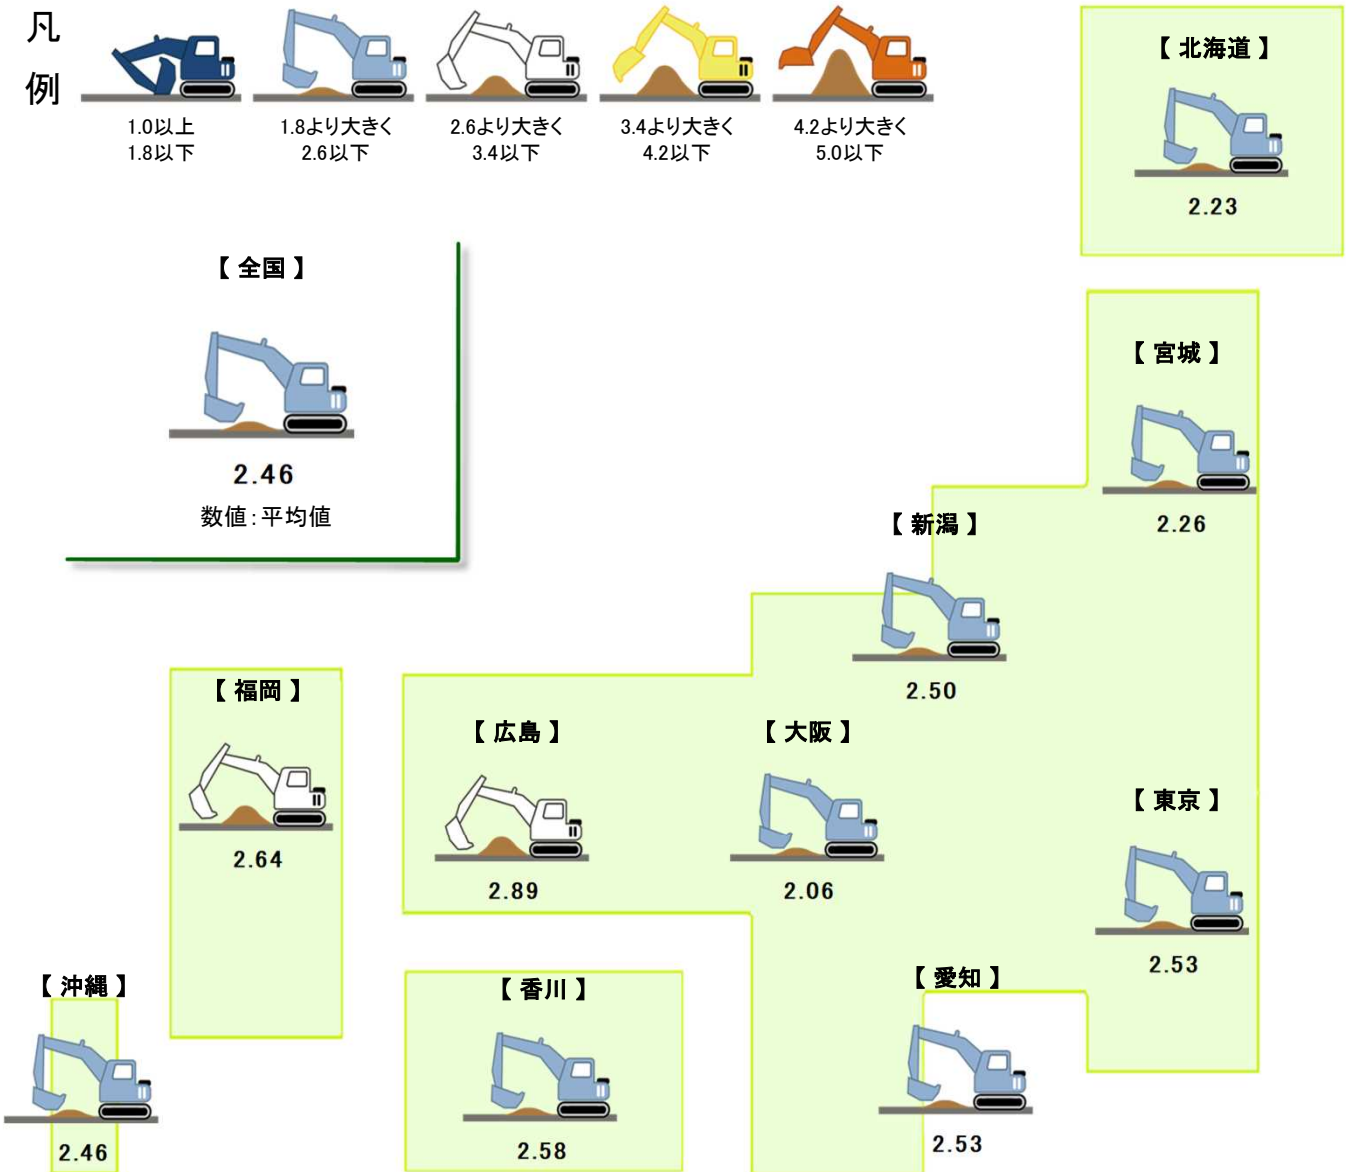 凡
例
1.0以上
1.8以下
1.8より大きく
2.6以下
2.6より大きく
3.4以下
3.4より大きく
4.2以下
4.2より大きく
5.0以下
【 北海道 】
2.23
【 全国 】
2.46
数値：平均値
【 宮城 】
2.26
【 新潟 】
2.50
【 福岡 】
2.64
【 広島 】
2.89
【 大阪 】
2.06
【 東京 】
2.53
【 沖縄 】
2.46
【 香川 】
2.58
【 愛知 】
2.53